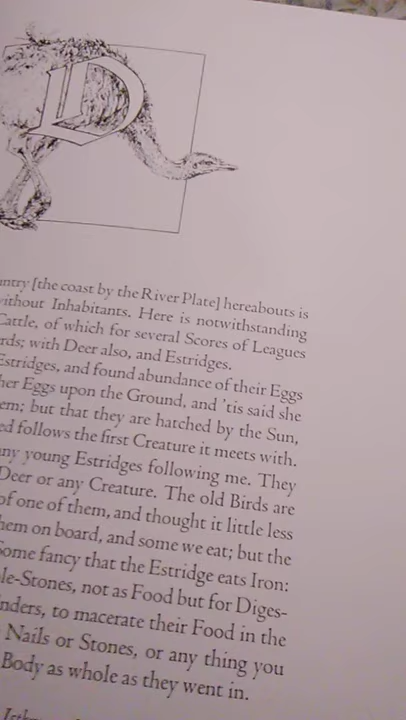 D
ntry [the coast by the River Plate] hereabouts is
ithout Inhabitants. Here is notwithstanding
Cattle, of which for several Scores of Leagues
rds; with Deer also, and Estridges.
Estridges, and found abundance of their Eggs
her Eggs upon the Ground, and 'tis said she
em; but that they are hatched by the Sun,
ed follows the first Creature it meets with.
ny young Estridges following me. They
Deer or any Creature. The old Birds are
of one of them, and thought it little less
hem on board, and some we eat; but the
Some fancy that the Estridge eats Iron:
le-Stones, not as Food but for Diges-
inders, to macerate their Food in the
Nails or Stones, or any thing you
Body as whole as they went in.